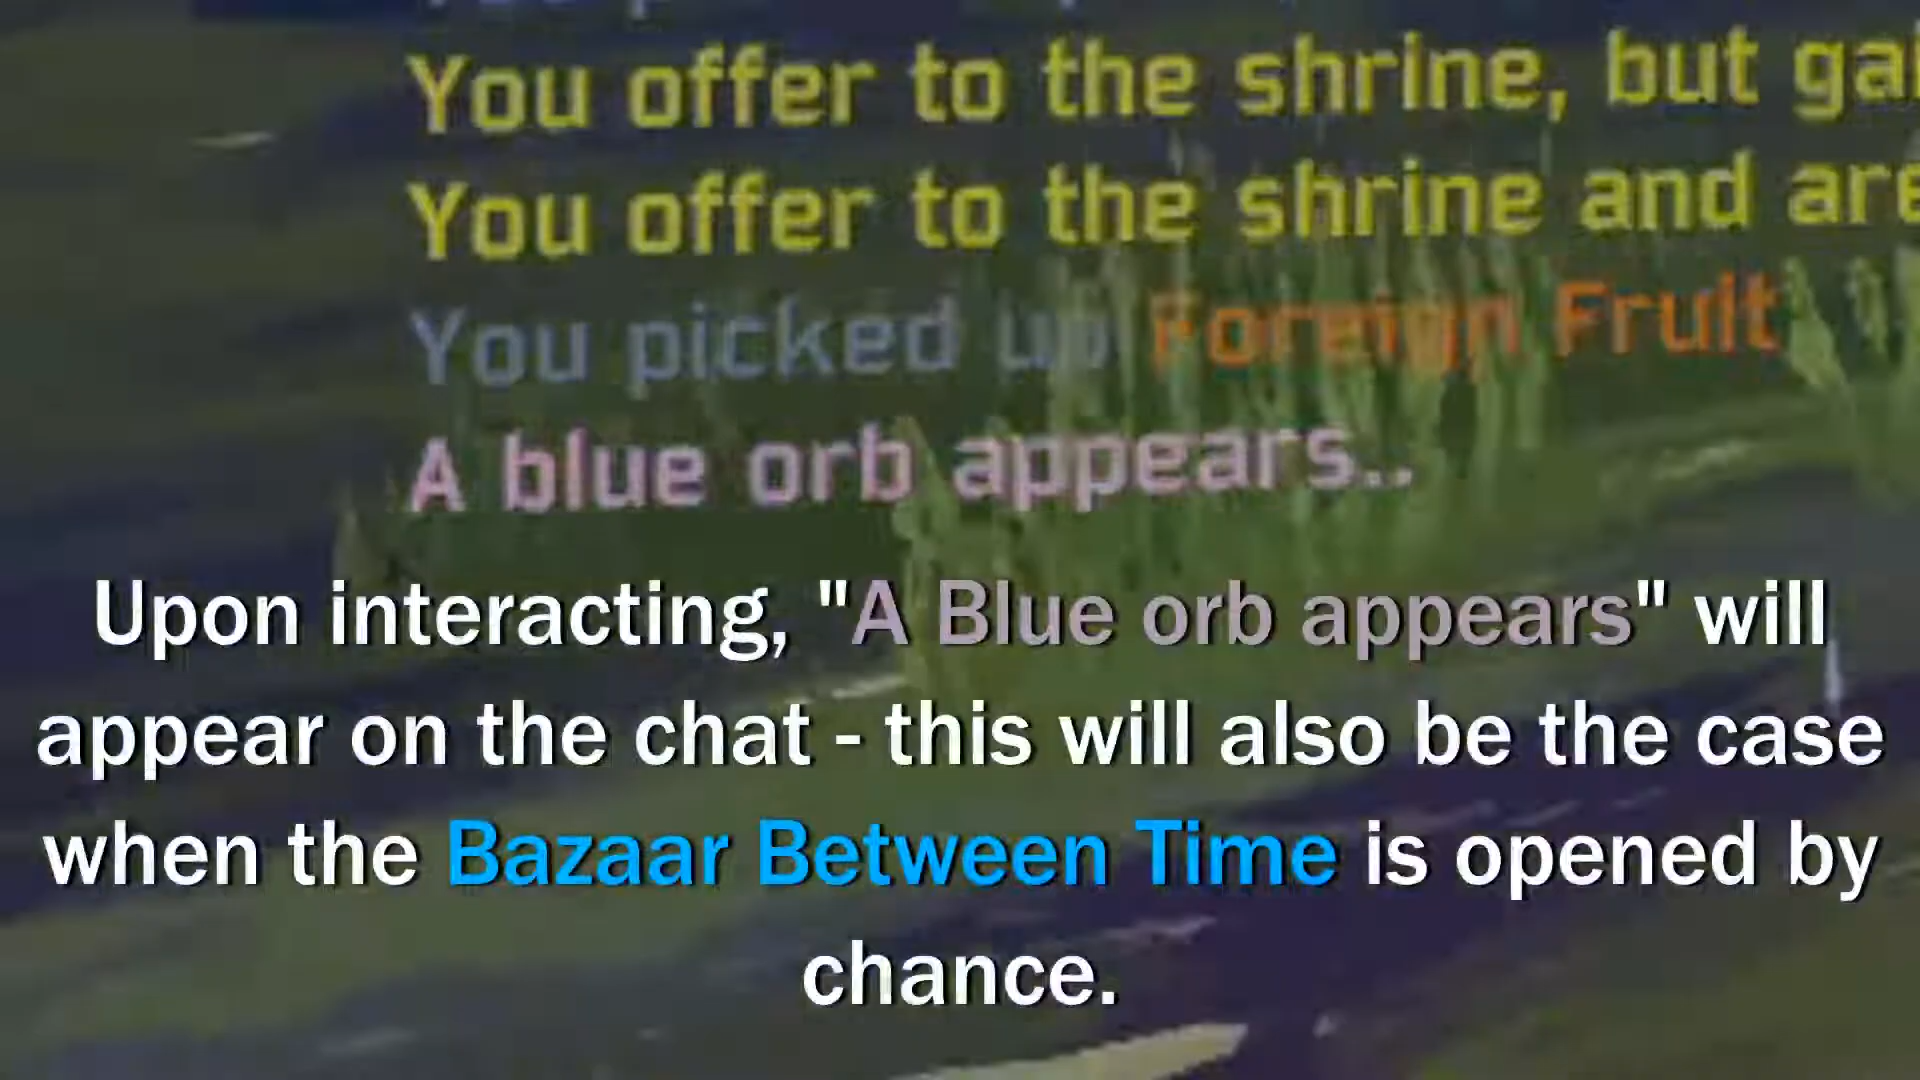 You offer to the shrine, but
You offer to the shrine and
You picked up Foreign Fruit
A blue orb appears..
Upon interacting, "A Blue orb appears" will
appear on the chat - this will also be the case
when the Bazaar Between Time is opened by
chance.